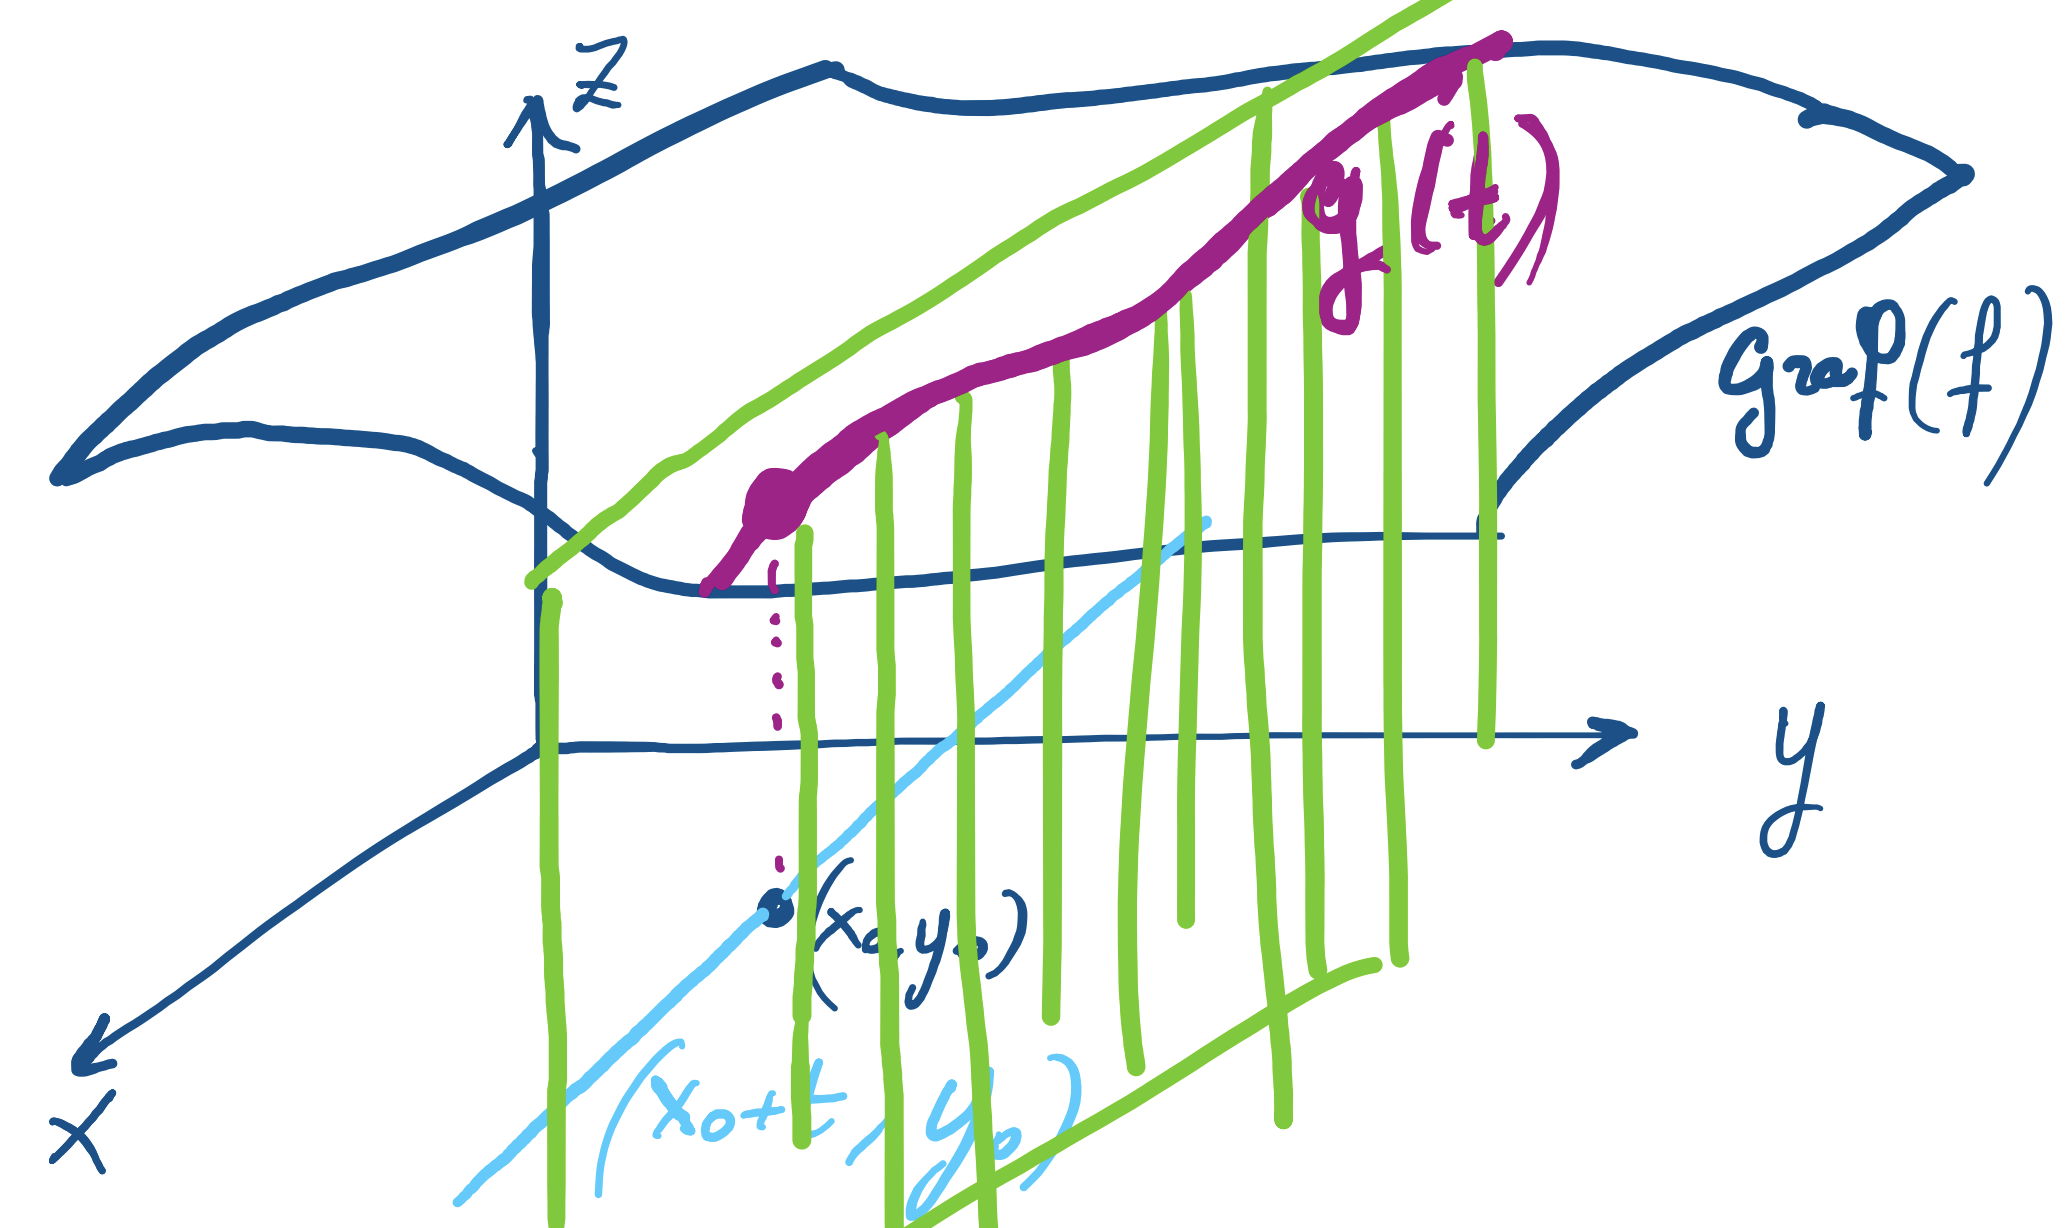 z
g(t)
graf(f)
y
(x₀, y₀)
(x₀+t, y₀)
x